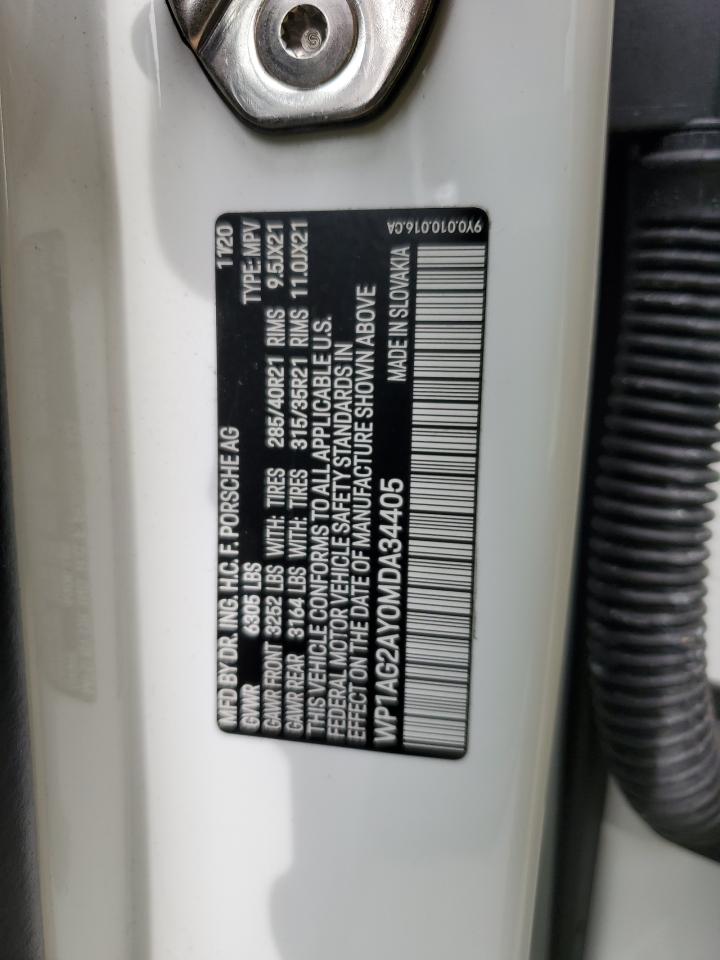 MFD BY DR. ING. H.C. F. PORSCHE AG 11'20
GVWR 6305 LBS TYPE: MPV
GAWR FRONT 3252 LBS WITH: TIRES 285/40R21 RIMS 9.5JX21
GAWR REAR 3164 LBS WITH: TIRES 315/35R21 RIMS 11.0JX21
THIS VEHICLE CONFORMS TO ALL APPLICABLE U.S.
FEDERAL MOTOR VEHICLE SAFETY STANDARDS IN
EFFECT ON THE DATE OF MANUFACTURE SHOWN ABOVE
WP1AG2AY0MDA34405 MADE IN SLOVAKIA
9Y0.010.016.CA